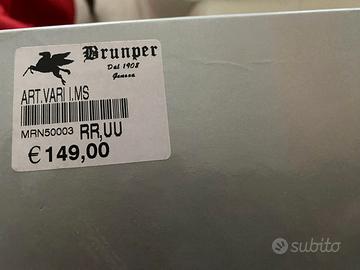 Brunper
Dal 1908
Genova
ART.VARI I.MS
MRN50003 RR,UU
€ 149,00
subito